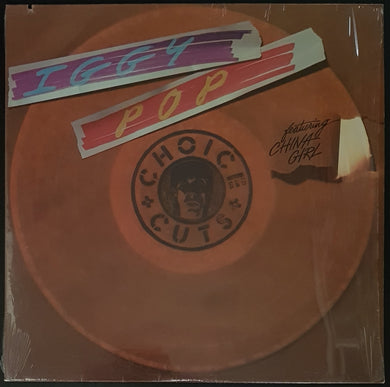 IGGY
POP
featuring
CHINA
GIRL
CHOICE
CUTS